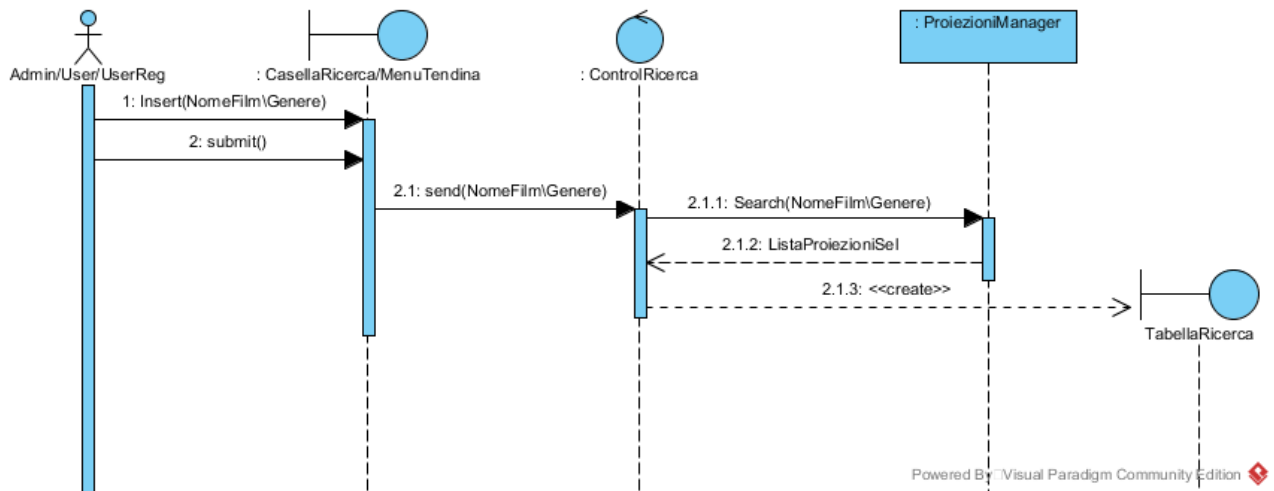 : ProiezioniManager
Admin/User/UserReg
: CasellaRicerca/MenuTendina
: ControlRicerca
1: Insert(NomeFilm\Genere)
2: submit()
2.1: send(NomeFilm\Genere)
2.1.1: Search(NomeFilm\Genere)
2.1.2: ListaProiezioniSel
2.1.3: <<create>>
TabellaRicerca
Powered By Visual Paradigm Community Edition